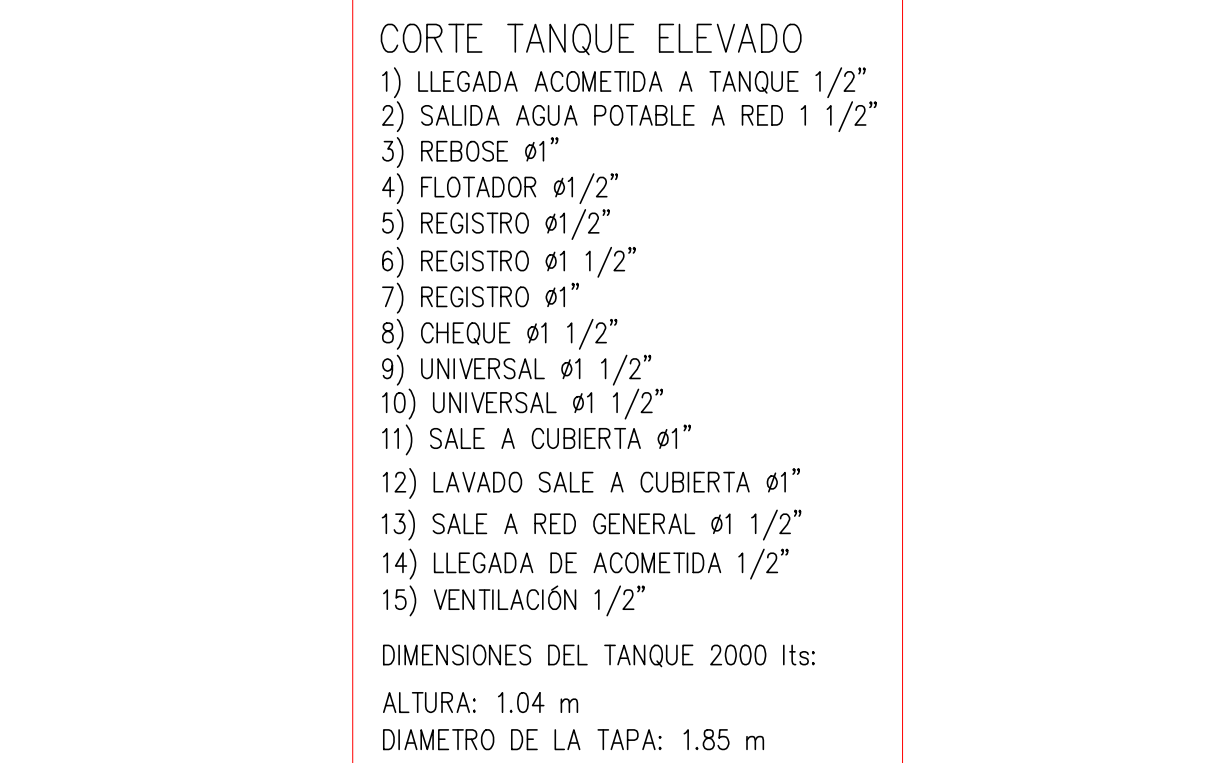 CORTE TANQUE ELEVADO
1) LLEGADA ACOMETIDA A TANQUE 1/2”
2) SALIDA AGUA POTABLE A RED 1 1/2”
3) REBOSE ø1”
4) FLOTADOR ø1/2”
5) REGISTRO ø1/2”
6) REGISTRO ø1 1/2”
7) REGISTRO ø1”
8) CHEQUE ø1 1/2”
9) UNIVERSAL ø1 1/2”
10) UNIVERSAL ø1 1/2”
11) SALE A CUBIERTA ø1”
12) LAVADO SALE A CUBIERTA ø1”
13) SALE A RED GENERAL ø1 1/2”
14) LLEGADA DE ACOMETIDA 1/2”
15) VENTILACIÓN 1/2”
DIMENSIONES DEL TANQUE 2000 lts:
ALTURA: 1.04 m
DIAMETRO DE LA TAPA: 1.85 m